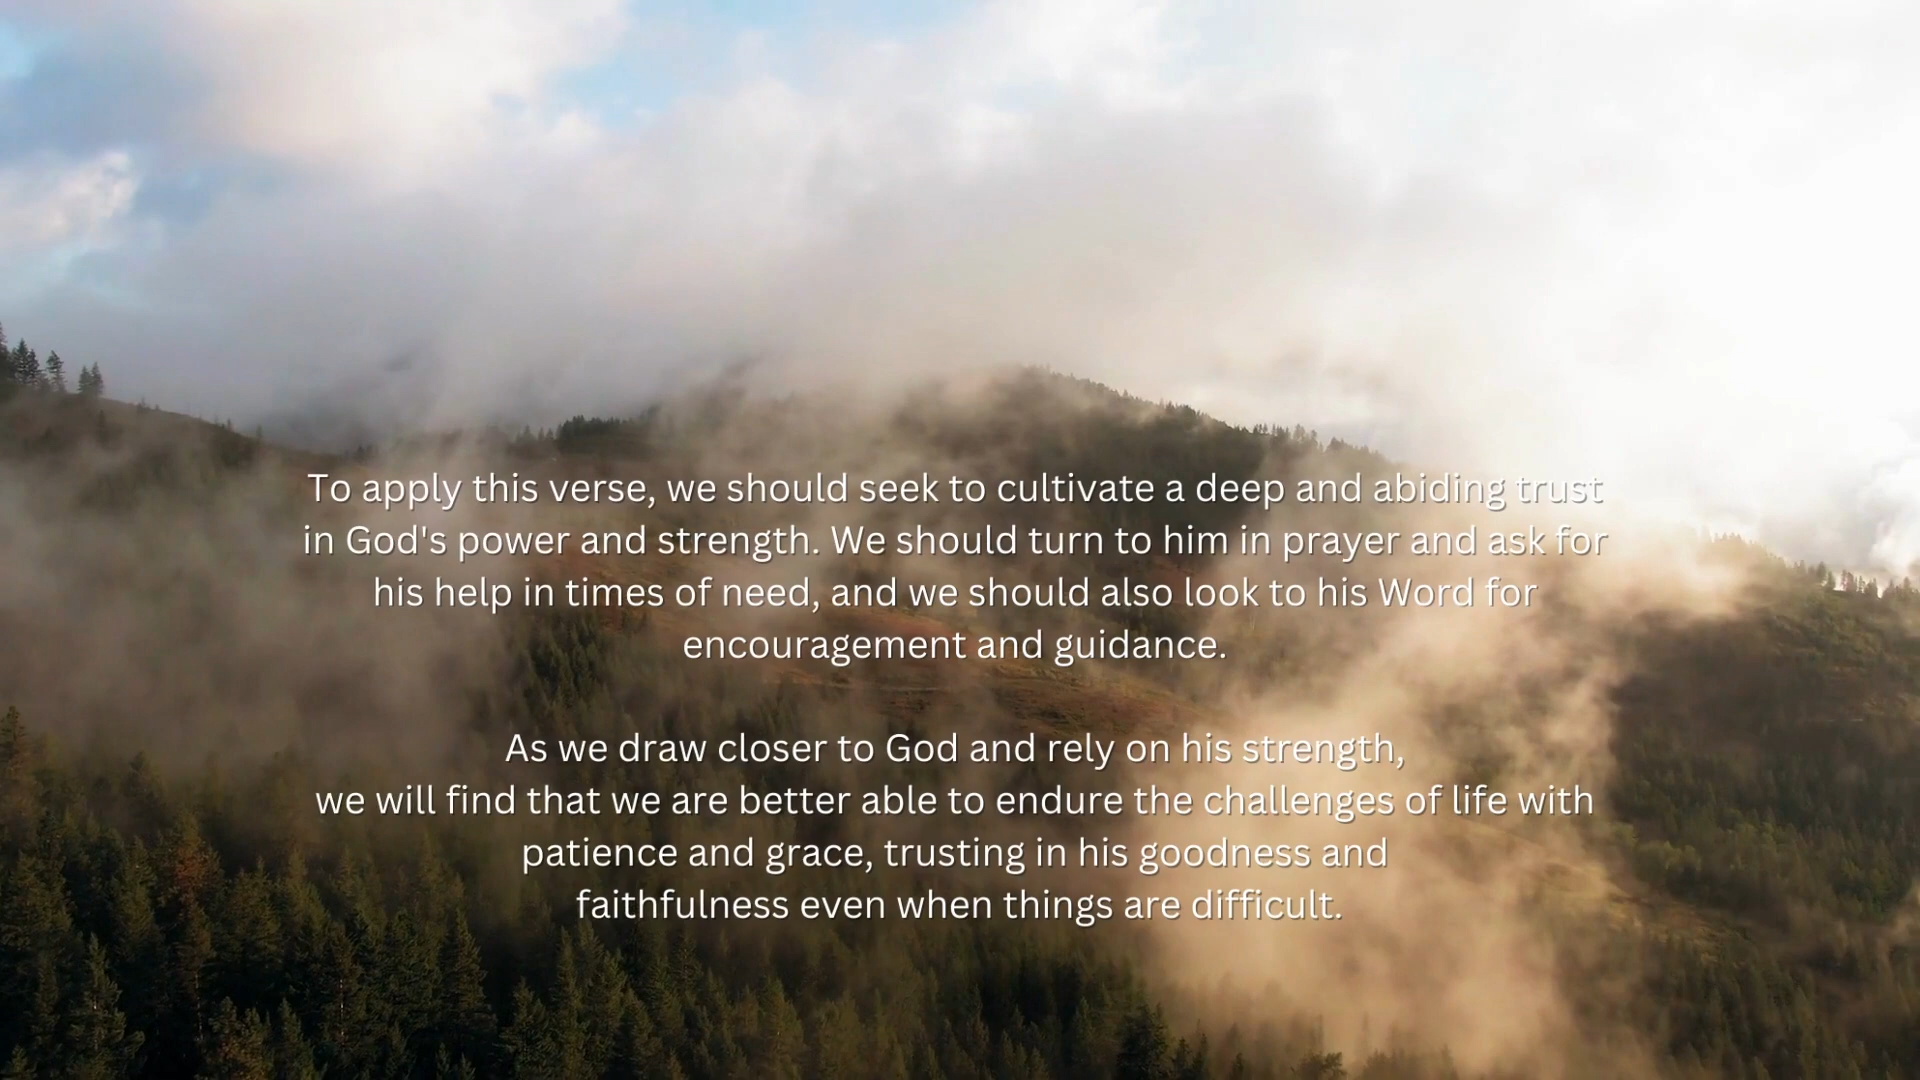 To apply this verse, we should seek to cultivate a deep and abiding trust
in God's power and strength. We should turn to him in prayer and ask for
his help in times of need, and we should also look to his Word for
encouragement and guidance.
As we draw closer to God and rely on his strength,
we will find that we are better able to endure the challenges of life with
patience and grace, trusting in his goodness and
faithfulness even when things are difficult.